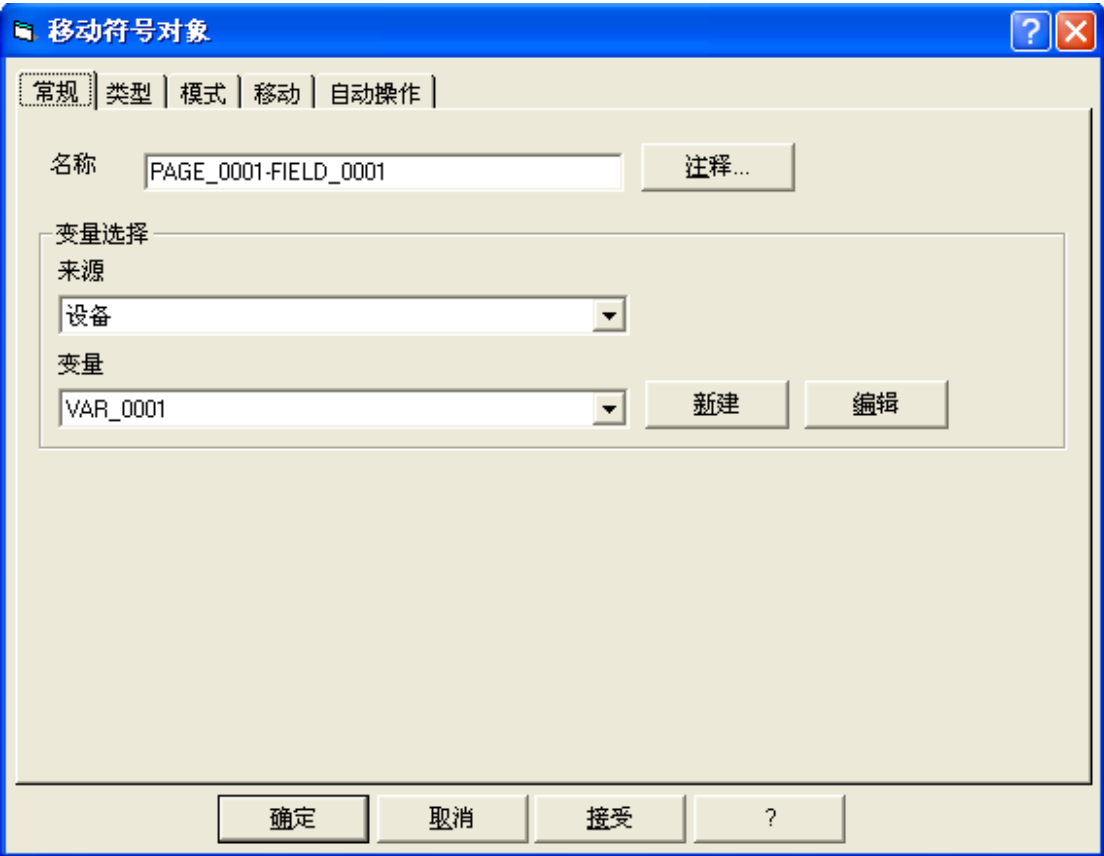 移动符号对象
常规 类型 模式 移动 自动操作
名称 PAGE_0001-FIELD_0001 注释...
变量选择
来源
设备
变量
VAR_0001 新建 编辑
确定 取消 接受 ?